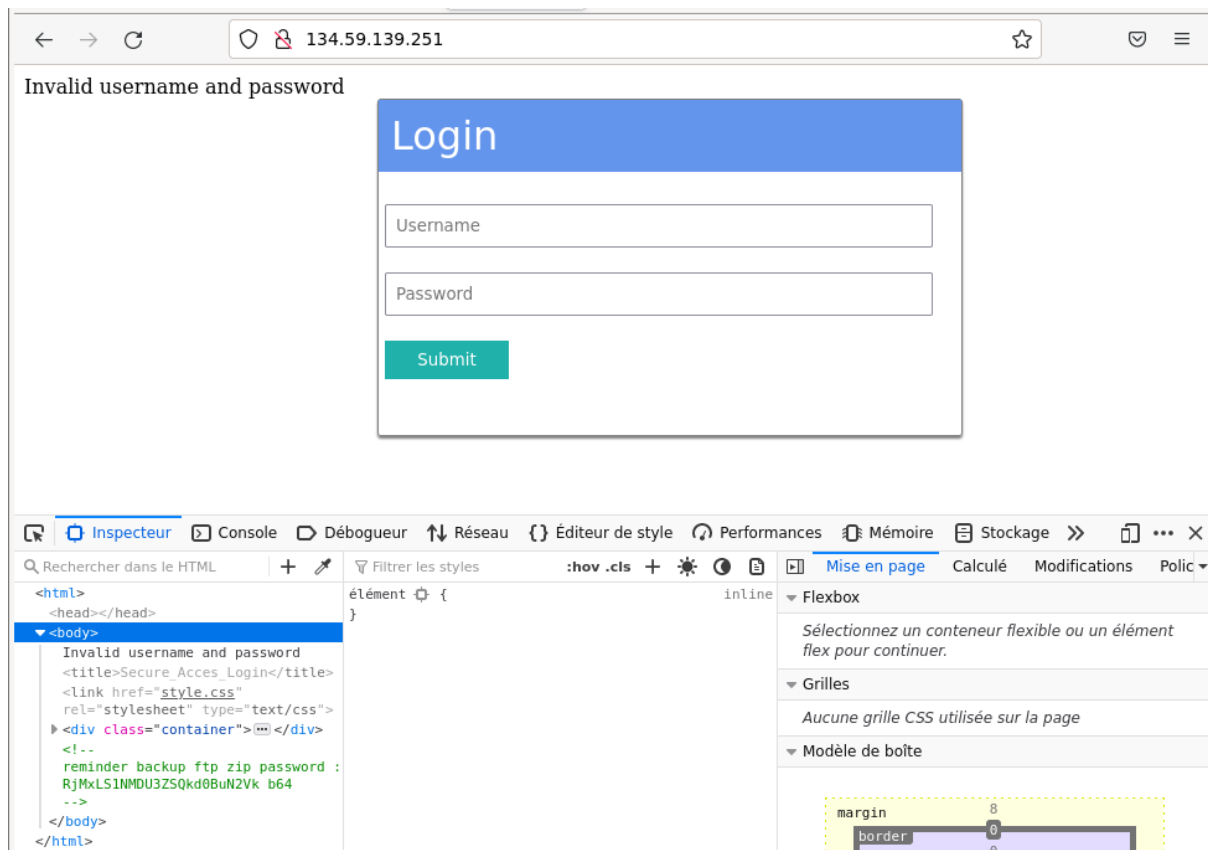 134.59.139.251
Invalid username and password
Login
Username
Password
Submit
Inspecteur Console Débogueur Réseau {} Éditeur de style Performances Mémoire Stockage
Rechercher dans le HTML + Filtrer les styles :hov .cls + Mise en page Calculé Modifications Polic
<html>
<head></head>
<body>
Invalid username and password
<title>Secure_Acces_Login</title>
<link href="style.css"
rel="stylesheet" type="text/css">
<div class="container"> ••• </div>
<!--
reminder backup ftp zip password :
RjMxLS1NMDU3ZSQkd0BuN2Vk b64
-->
</body>
</html>
élément { inline
}
Flexbox
Sélectionnez un conteneur flexible ou un élément
flex pour continuer.
Grilles
Aucune grille CSS utilisée sur la page
Modèle de boîte
margin 8
border 0